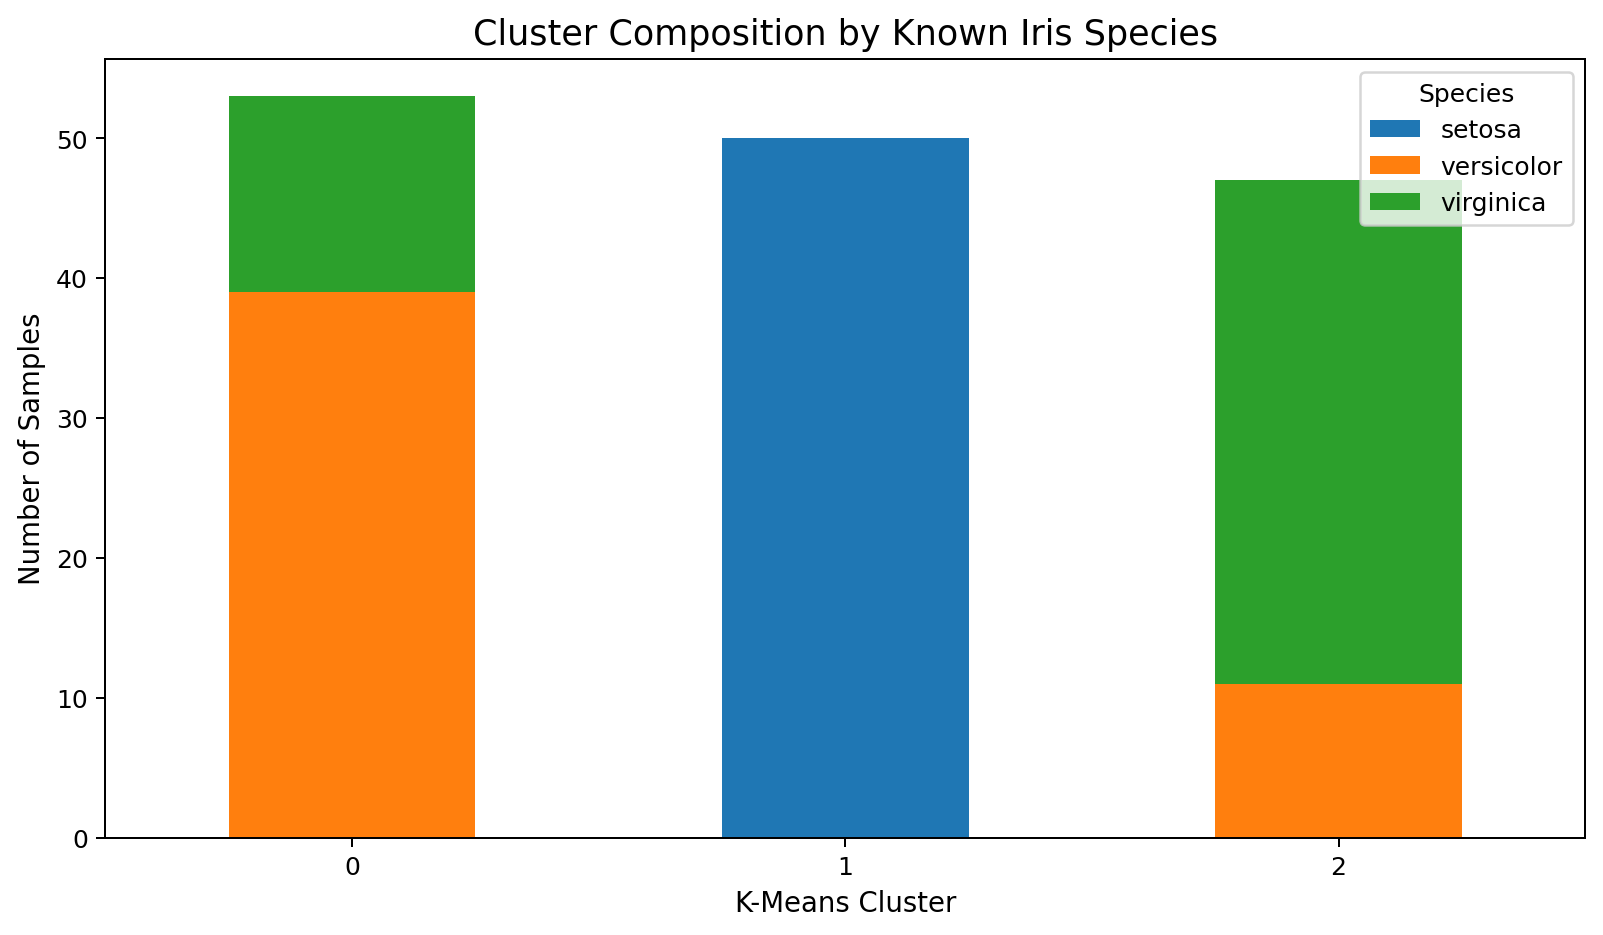 Cluster Composition by Known Iris Species
Species
setosa
versicolor
virginica
Number of Samples
50
40
30
20
10
0
0 1 2
K-Means Cluster